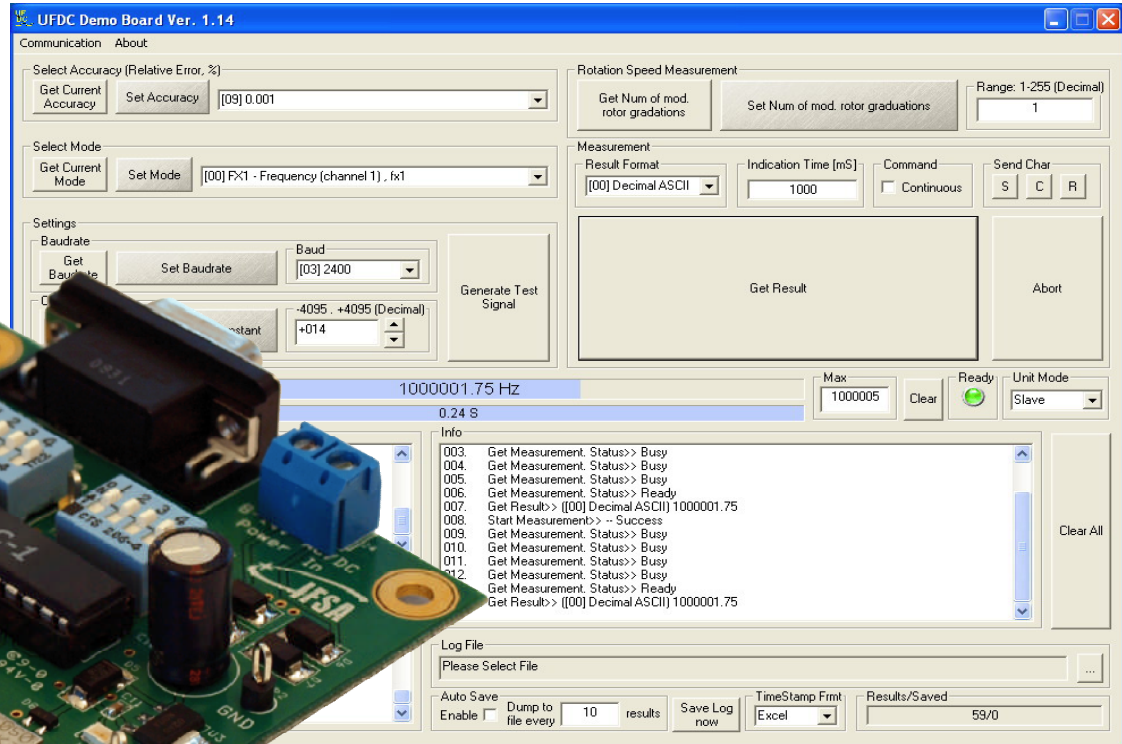 UFDC Demo Board Ver. 1.14
Communication About
Select Accuracy (Relative Error, %)
Get Current Accuracy
Set Accuracy
[09] 0.001
Rotation Speed Measurement
Get Num of mod. rotor gradations
Set Num of mod. rotor graduations
Range: 1-255 (Decimal)
1
Select Mode
Get Current Mode
Set Mode
[00] FX1 - Frequency (channel 1) , fx1
Measurement
Result Format
[00] Decimal ASCII
Indication Time [mS]
1000
Command
Continuous
Send Char
S C R
Settings
Baudrate
Get Baudrate
Set Baudrate
Baud
[03] 2400
Generate Test Signal
-4095 . +4095 (Decimal)
+014
Get Result
Abort
1000001.75 Hz
0.24 S
Max
1000005
Clear
Ready
Unit Mode
Slave
Info
003. Get Measurement. Status>> Busy
004. Get Measurement. Status>> Busy
005. Get Measurement. Status>> Busy
006. Get Measurement. Status>> Ready
007. Get Result>> ([00] Decimal ASCII) 1000001.75
008. Start Measurement>> -- Success
009. Get Measurement. Status>> Busy
010. Get Measurement. Status>> Busy
011. Get Measurement. Status>> Busy
012. Get Measurement. Status>> Busy
Get Measurement. Status>> Ready
Get Result>> ([00] Decimal ASCII) 1000001.75
Clear All
Log File
Please Select File
...
Auto Save
Enable
Dump to file every
10
results
Save Log now
TimeStamp Frmt
Excel
Results/Saved
59/0
0831
Power In
IFSA
GND